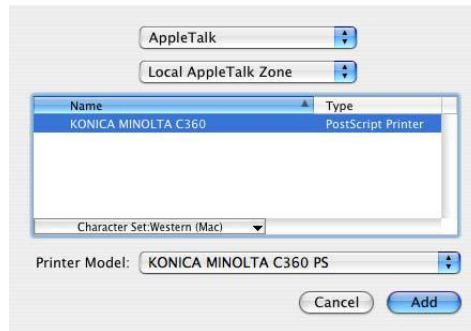 AppleTalk
Local AppleTalk Zone
Name Type
KONICA MINOLTA C360 PostScript Printer
Character Set:Western (Mac)
Printer Model: KONICA MINOLTA C360 PS
Cancel Add